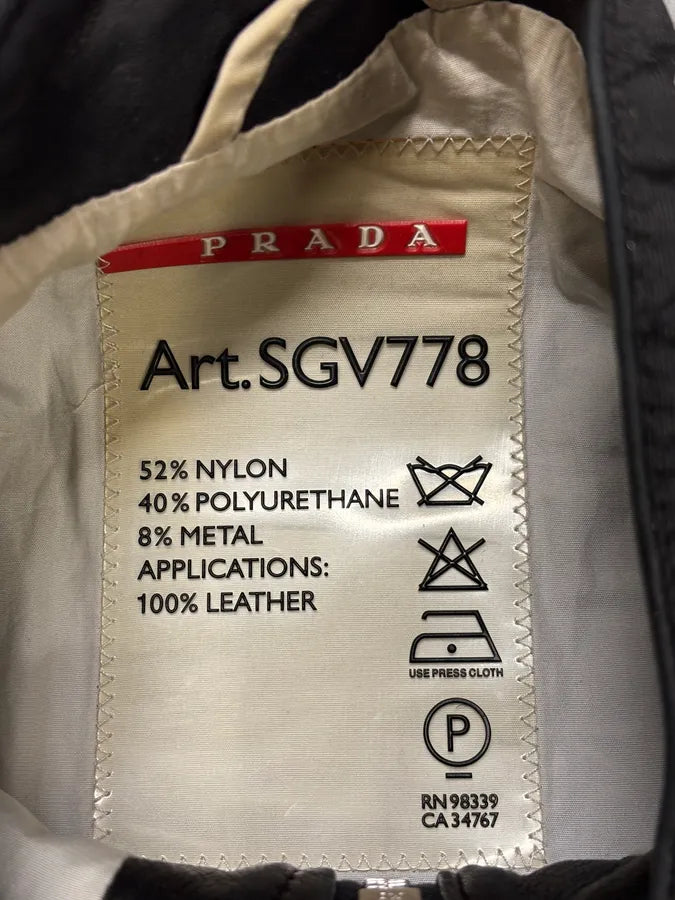 PRADA
Art.SGV778
52% NYLON
40% POLYURETHANE
8% METAL
APPLICATIONS:
100% LEATHER
USE PRESS CLOTH
P
RN 98339
CA 34767